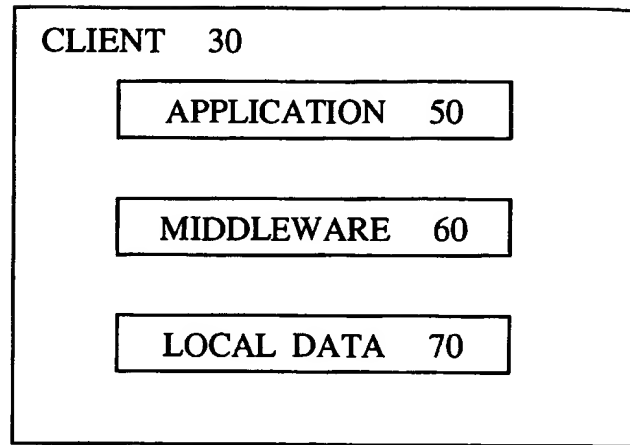 CLIENT 30
APPLICATION 50
MIDDLEWARE 60
LOCAL DATA 70